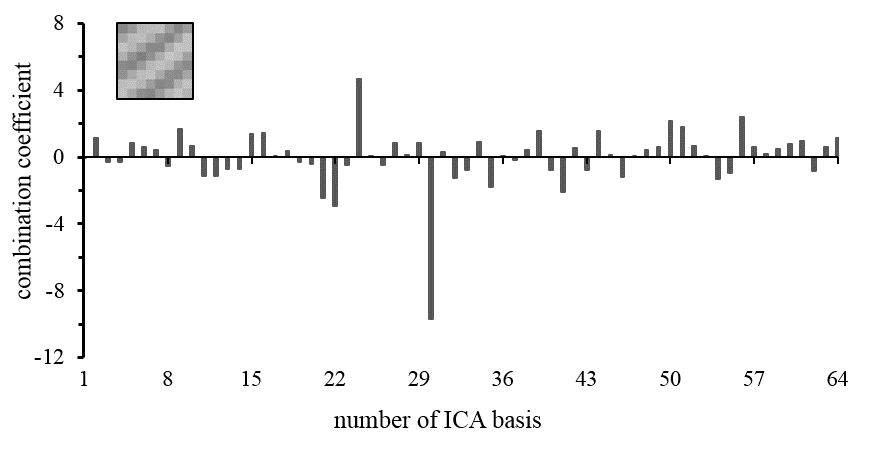 8
4
0
-4
-8
-12
combination coefficient
1 8 15 22 29 36 43 50 57 64
number of ICA basis